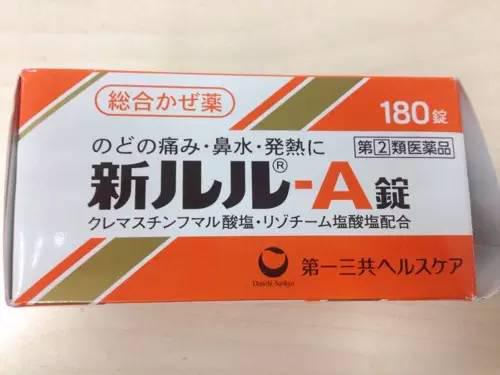 総合かぜ薬
180錠
のどの痛み・鼻水・発熱に
指②類医薬品
新ルル®-A錠
クレマスチンフマル酸塩・リゾチーム塩酸塩配合
Daiichi-Sankyo
第一三共ヘルスケア